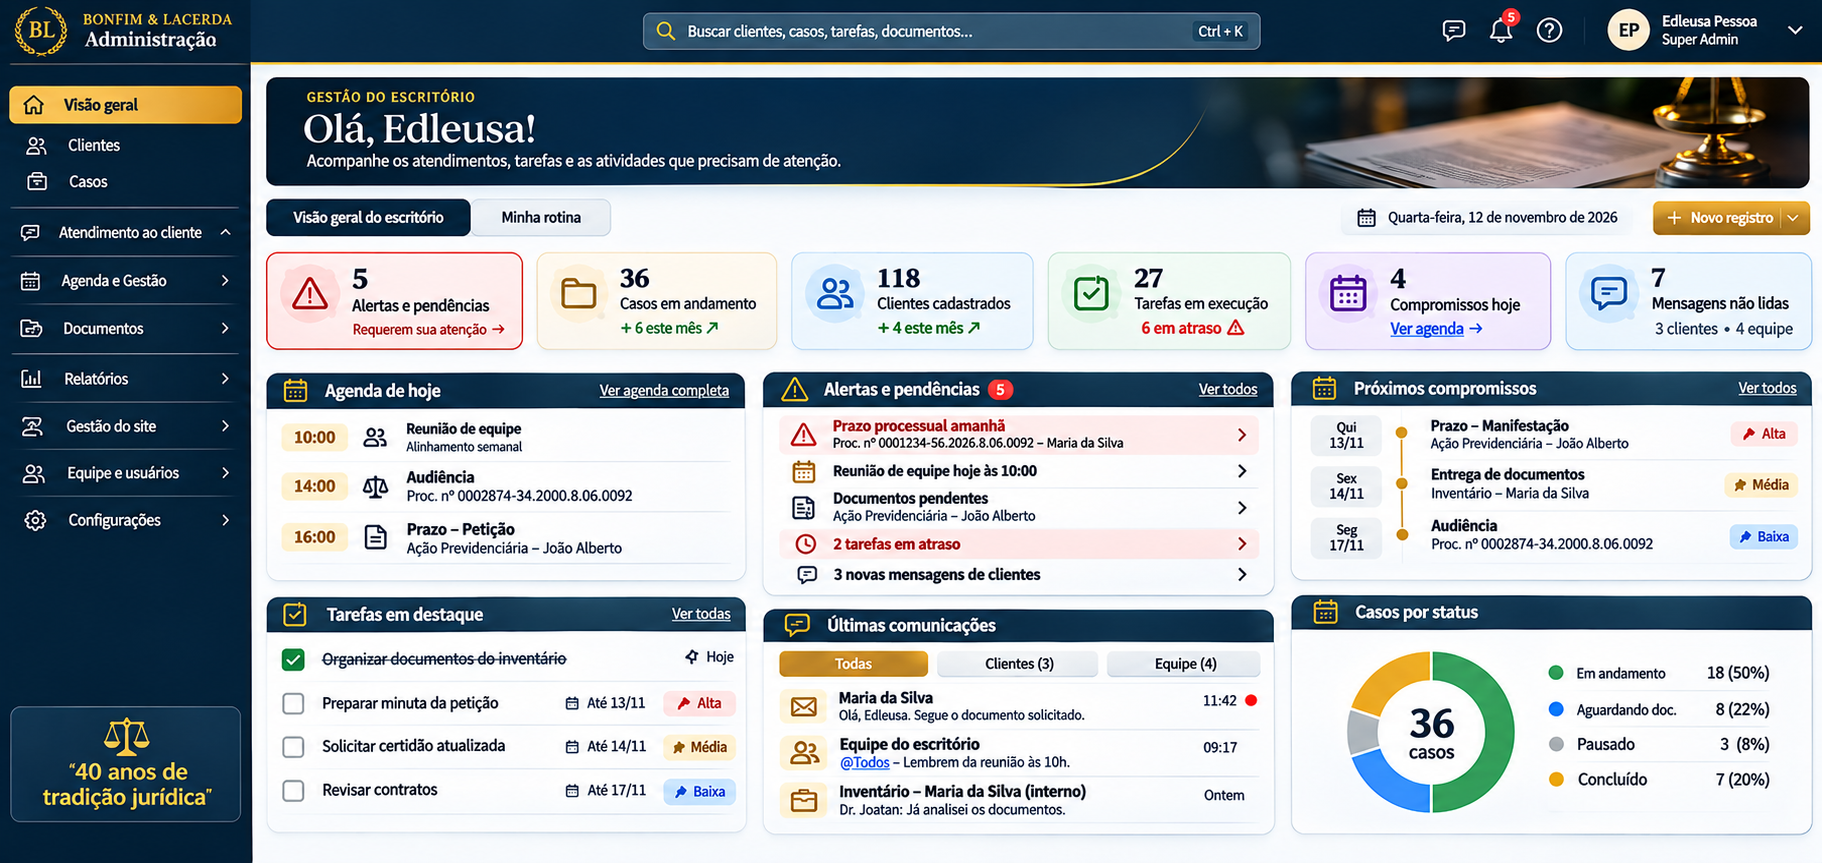 BL
BONFIM & LACERDA
Administração
Buscar clientes, casos, tarefas, documentos...
Ctrl + K
5
EP
Edleusa Pessoa
Super Admin
Visão geral
Clientes
Casos
Atendimento ao cliente
Agenda e Gestão
Documentos
Relatórios
Gestão do site
Equipe e usuários
Configurações
“40 anos de
tradição jurídica”
GESTÃO DO ESCRITÓRIO
Olá, Edleusa!
Acompanhe os atendimentos, tarefas e as atividades que precisam de atenção.
Visão geral do escritório
Minha rotina
Quarta-feira, 12 de novembro de 2026
+ Novo registro
5
Alertas e pendências
Requerem sua atenção →
36
Casos em andamento
+ 6 este mês ↗
118
Clientes cadastrados
+ 4 este mês ↗
27
Tarefas em execução
6 em atraso
4
Compromissos hoje
Ver agenda →
7
Mensagens não lidas
3 clientes • 4 equipe
Agenda de hoje
Ver agenda completa
10:00
Reunião de equipe
Alinhamento semanal
14:00
Audiência
Proc. nº 0002874-34.2000.8.06.0092
16:00
Prazo – Petição
Ação Previdenciária – João Alberto
Alertas e pendências 5
Ver todos
Prazo processual amanhã
Proc. nº 0001234-56.2026.8.06.0092 – Maria da Silva
Reunião de equipe hoje às 10:00
Documentos pendentes
Ação Previdenciária – João Alberto
2 tarefas em atraso
3 novas mensagens de clientes
Próximos compromissos
Ver todos
Qui
13/11
Prazo – Manifestação
Ação Previdenciária – João Alberto
Alta
Sex
14/11
Entrega de documentos
Inventário – Maria da Silva
Média
Seg
17/11
Audiência
Proc. nº 0002874-34.2000.8.06.0092
Baixa
Tarefas em destaque
Ver todas
Organizar documentos do inventário
Hoje
Preparar minuta da petição
Até 13/11
Alta
Solicitar certidão atualizada
Até 14/11
Média
Revisar contratos
Até 17/11
Baixa
Últimas comunicações
Todas
Clientes (3)
Equipe (4)
Maria da Silva
Olá, Edleusa. Segue o documento solicitado.
11:42
Equipe do escritório
@Todos – Lembrem da reunião às 10h.
09:17
Inventário – Maria da Silva (interno)
Dr. Joatan: Já analisei os documentos.
Ontem
Casos por status
36
casos
Em andamento 18 (50%)
Aguardando doc. 8 (22%)
Pausado 3 (8%)
Concluído 7 (20%)